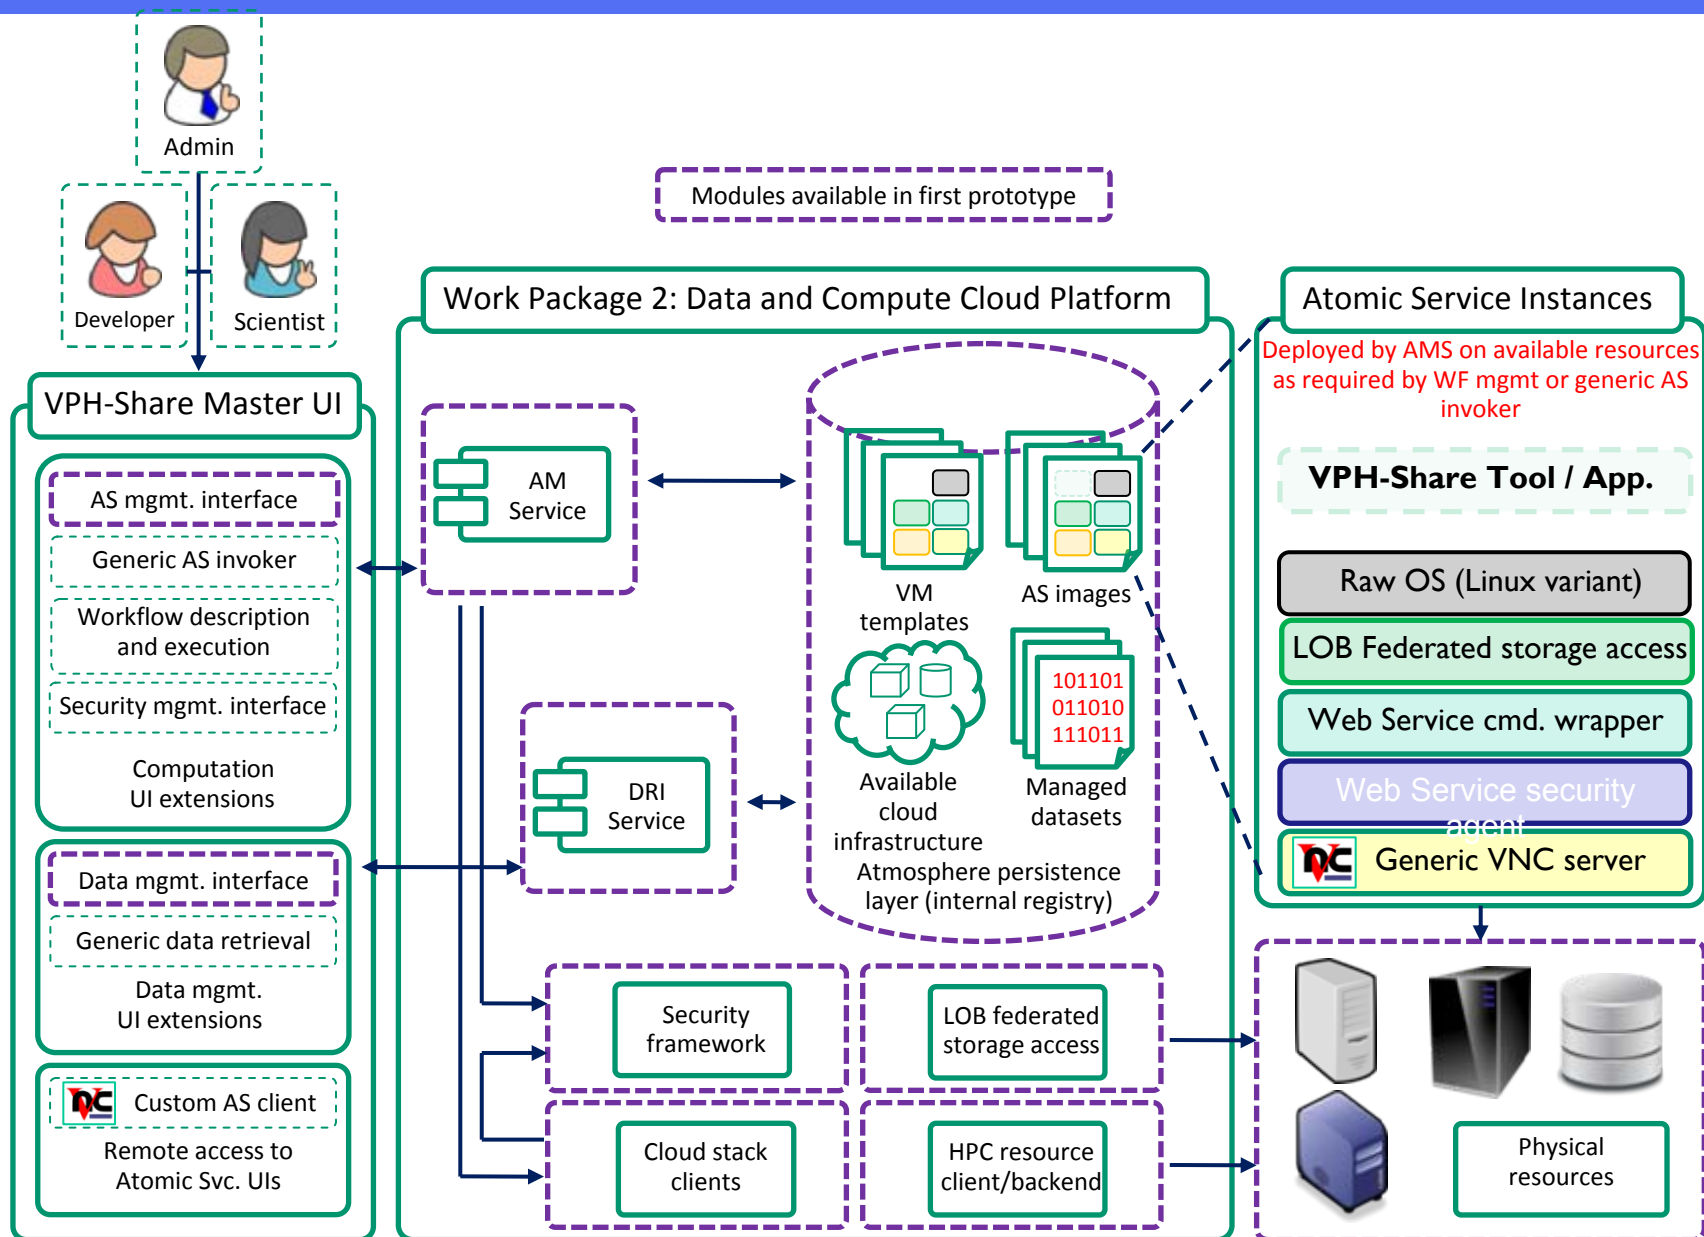 Admin
Developer
Scientist
Modules available in first prototype
VPH-Share Master UI
AS mgmt. interface
Generic AS invoker
Workflow description
and execution
Security mgmt. interface
Computation
UI extensions
Data mgmt. interface
Generic data retrieval
Data mgmt.
UI extensions
VNC Custom AS client
Remote access to
Atomic Svc. UIs
Work Package 2: Data and Compute Cloud Platform
AM
Service
DRI
Service
VM
templates
AS images
101101
011010
111011
Available
cloud
infrastructure
Managed
datasets
Atmosphere persistence
layer (internal registry)
Security
framework
LOB federated
storage access
Cloud stack
clients
HPC resource
client/backend
Atomic Service Instances
Deployed by AMS on available resources
as required by WF mgmt or generic AS
invoker
VPH-Share Tool / App.
Raw OS (Linux variant)
LOB Federated storage access
Web Service cmd. wrapper
Web Service security
agent
VNC Generic VNC server
Physical
resources